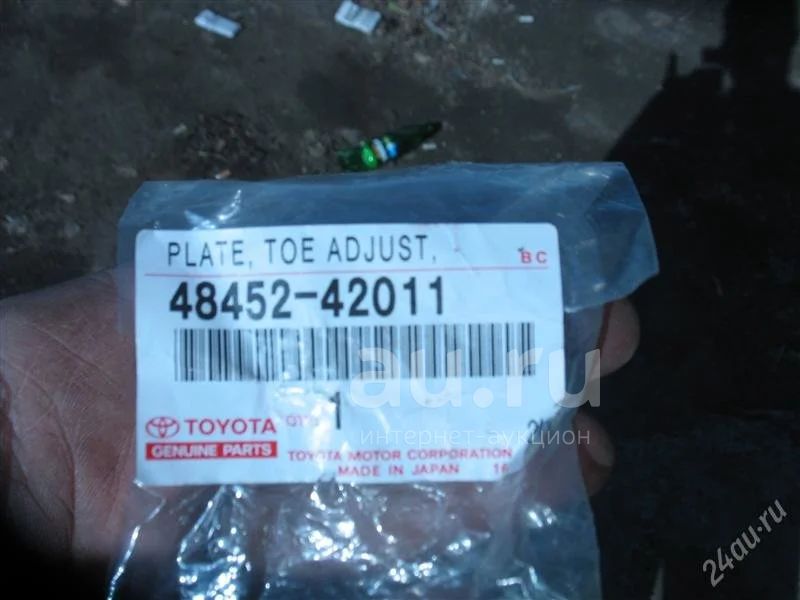 PLATE, TOE ADJUST,
BC
48452-42011
au.ru
1
TOYOTA
GENUINE PARTS
интернет-аукцион
TOYOTA MOTOR CORPORATION
MADE IN JAPAN 16
24au.ru